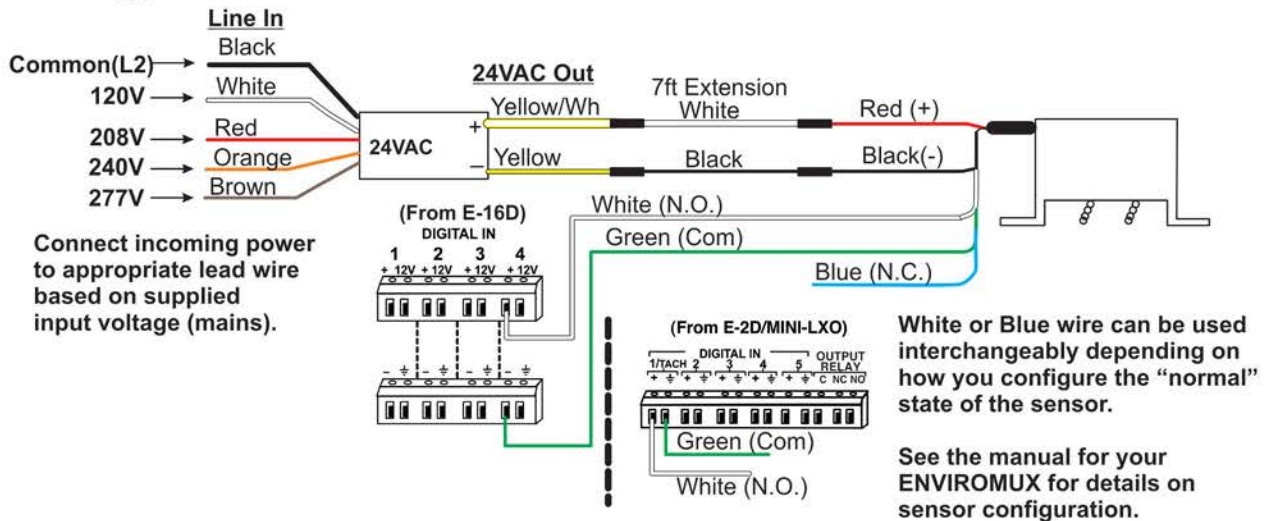 Line In
Black
Common(L2)
White
120V
Red
208V
Orange
240V
Brown
277V
24VAC
+
–
24VAC Out
Yellow/Wh
Yellow
7ft Extension
White
Black
Red (+)
Black(-)
White (N.O.)
Green (Com)
Blue (N.C.)
Connect incoming power
to appropriate lead wire
based on supplied
input voltage (mains).
(From E-16D)
DIGITAL IN
1 2 3 4
+ 12V + 12V + 12V + 12V
- ⏚ - ⏚ - ⏚ - ⏚
(From E-2D/MINI-LXO)
DIGITAL IN
OUTPUT
RELAY
1/TACH 2 3 4 5
+ ⏚ + ⏚ + ⏚ + ⏚ + ⏚ C NC NO
Green (Com)
White (N.O.)
White or Blue wire can be used
interchangeably depending on
how you configure the “normal”
state of the sensor.
See the manual for your
ENVIROMUX for details on
sensor configuration.